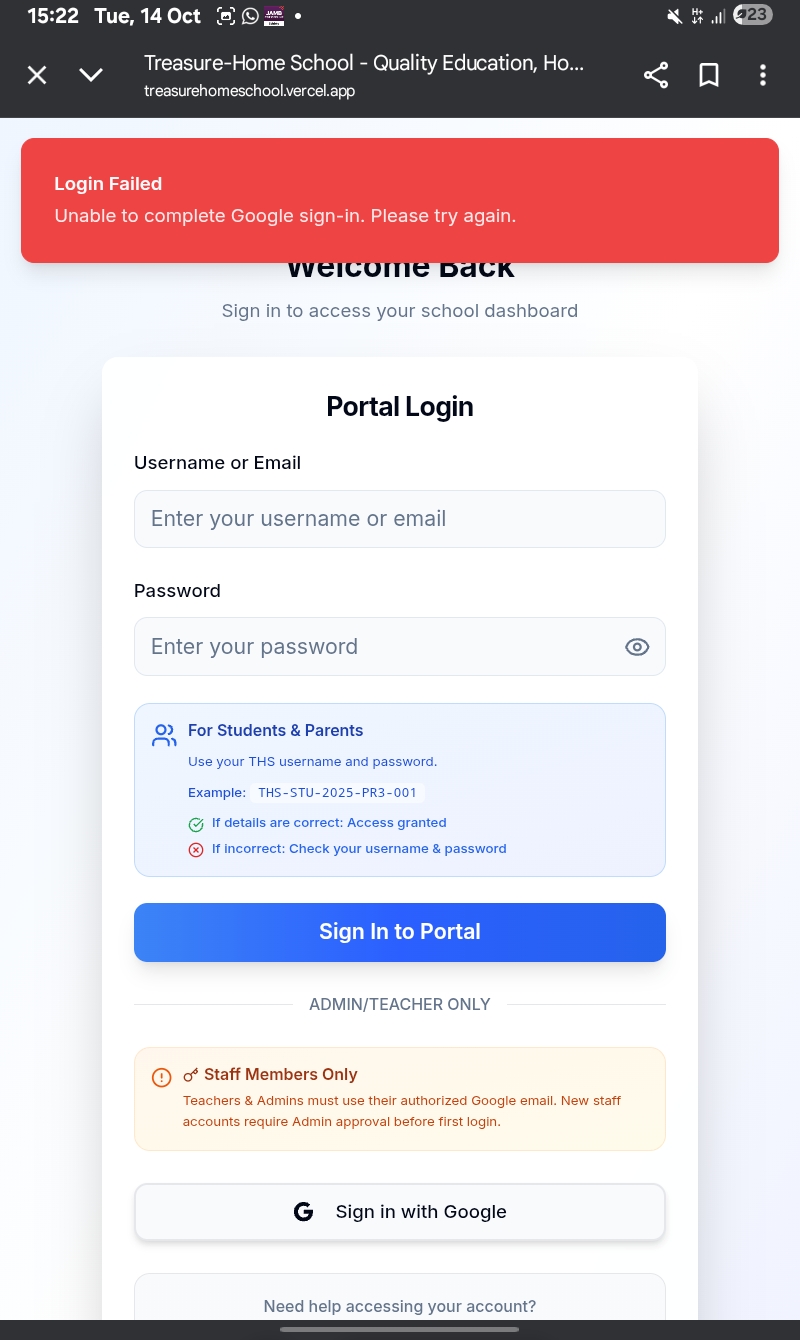 15:22 Tue, 14 Oct
JAMB
23
Treasure-Home School - Quality Education, Ho...
treasurehomeschool.vercel.app
Login Failed
Unable to complete Google sign-in. Please try again.
Welcome Back
Sign in to access your school dashboard
Portal Login
Username or Email
Enter your username or email
Password
Enter your password
For Students & Parents
Use your THS username and password.
Example: THS-STU-2025-PR3-001
If details are correct: Access granted
If incorrect: Check your username & password
Sign In to Portal
ADMIN/TEACHER ONLY
Staff Members Only
Teachers & Admins must use their authorized Google email. New staff
accounts require Admin approval before first login.
G Sign in with Google
Need help accessing your account?